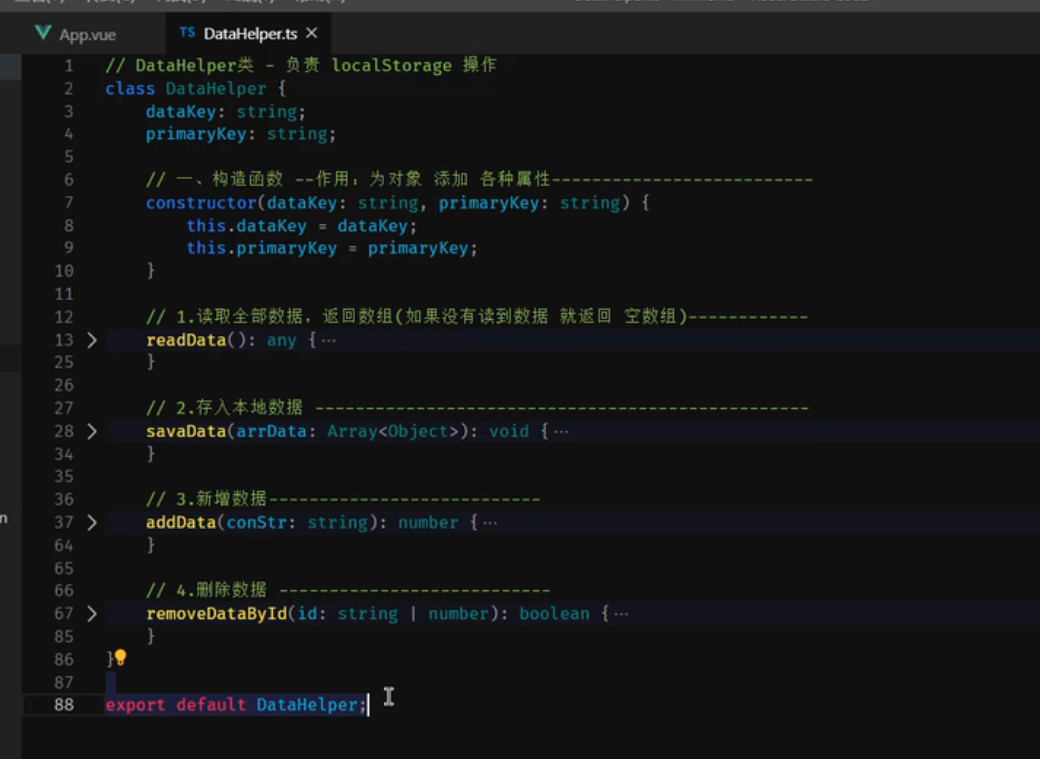 App.vue
TS DataHelper.ts ×
1 // DataHelper类 - 负责 localStorage 操作
2 class DataHelper {
3 dataKey: string;
4 primaryKey: string;
5
6 // 一、构造函数 --作用：为对象 添加 各种属性--------------------------
7 constructor(dataKey: string, primaryKey: string) {
8 this.dataKey = dataKey;
9 this.primaryKey = primaryKey;
10 }
11
12 // 1.读取全部数据，返回数组(如果没有读到数据 就返回 空数组)------------
13 readData(): any { ···
25 }
26
27 // 2.存入本地数据 -------------------------------------------------
28 savaData(arrData: Array<Object>): void { ···
34 }
35
36 // 3.新增数据---------------------------
37 addData(conStr: string): number { ···
64 }
65
66 // 4.删除数据 ---------------------------
67 removeDataById(id: string | number): boolean { ···
85 }
86 }
87
88 export default DataHelper;
n